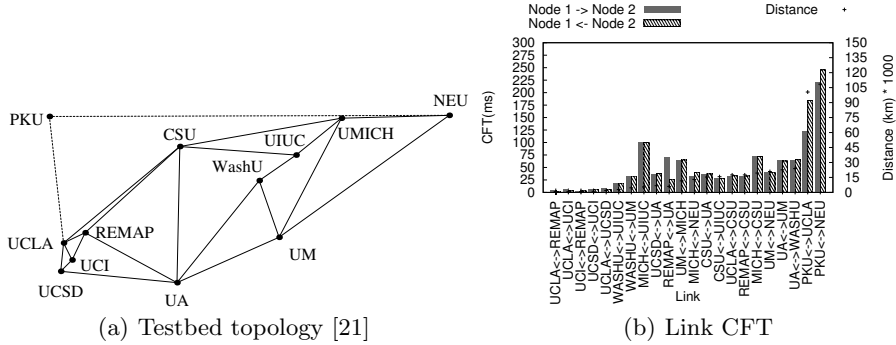 PKU
NEU
CSU
UIUC
UMICH
WashU
REMAP
UCLA
UCI
UCSD
UA
UM
(a) Testbed topology [21]
Node 1 -> Node 2
Node 1 <- Node 2
Distance
CFT(ms)
300
275
250
225
200
175
150
125
100
75
50
25
0
150
135
120
105
90
75
60
45
30
15
0
Distance (km) * 1000
UCLA<->REMAP
UCLA<->UCI
UCI<->REMAP
UCSD<->UCI
UCLA<->UCSD
WASHU<->UIUC
WASHU<->UM
MICH<->UIUC
UCSD<->UA
REMAP<->UA
UM<->MICH
MICH<->NEU
CSU<->UA
CSU<->UIUC
UCLA<->CSU
REMAP<->CSU
MICH<->CSU
UM<->NEU
UA<->UM
UA<->WASHU
PKU<->UCLA
PKU<->NEU
Link
(b) Link CFT